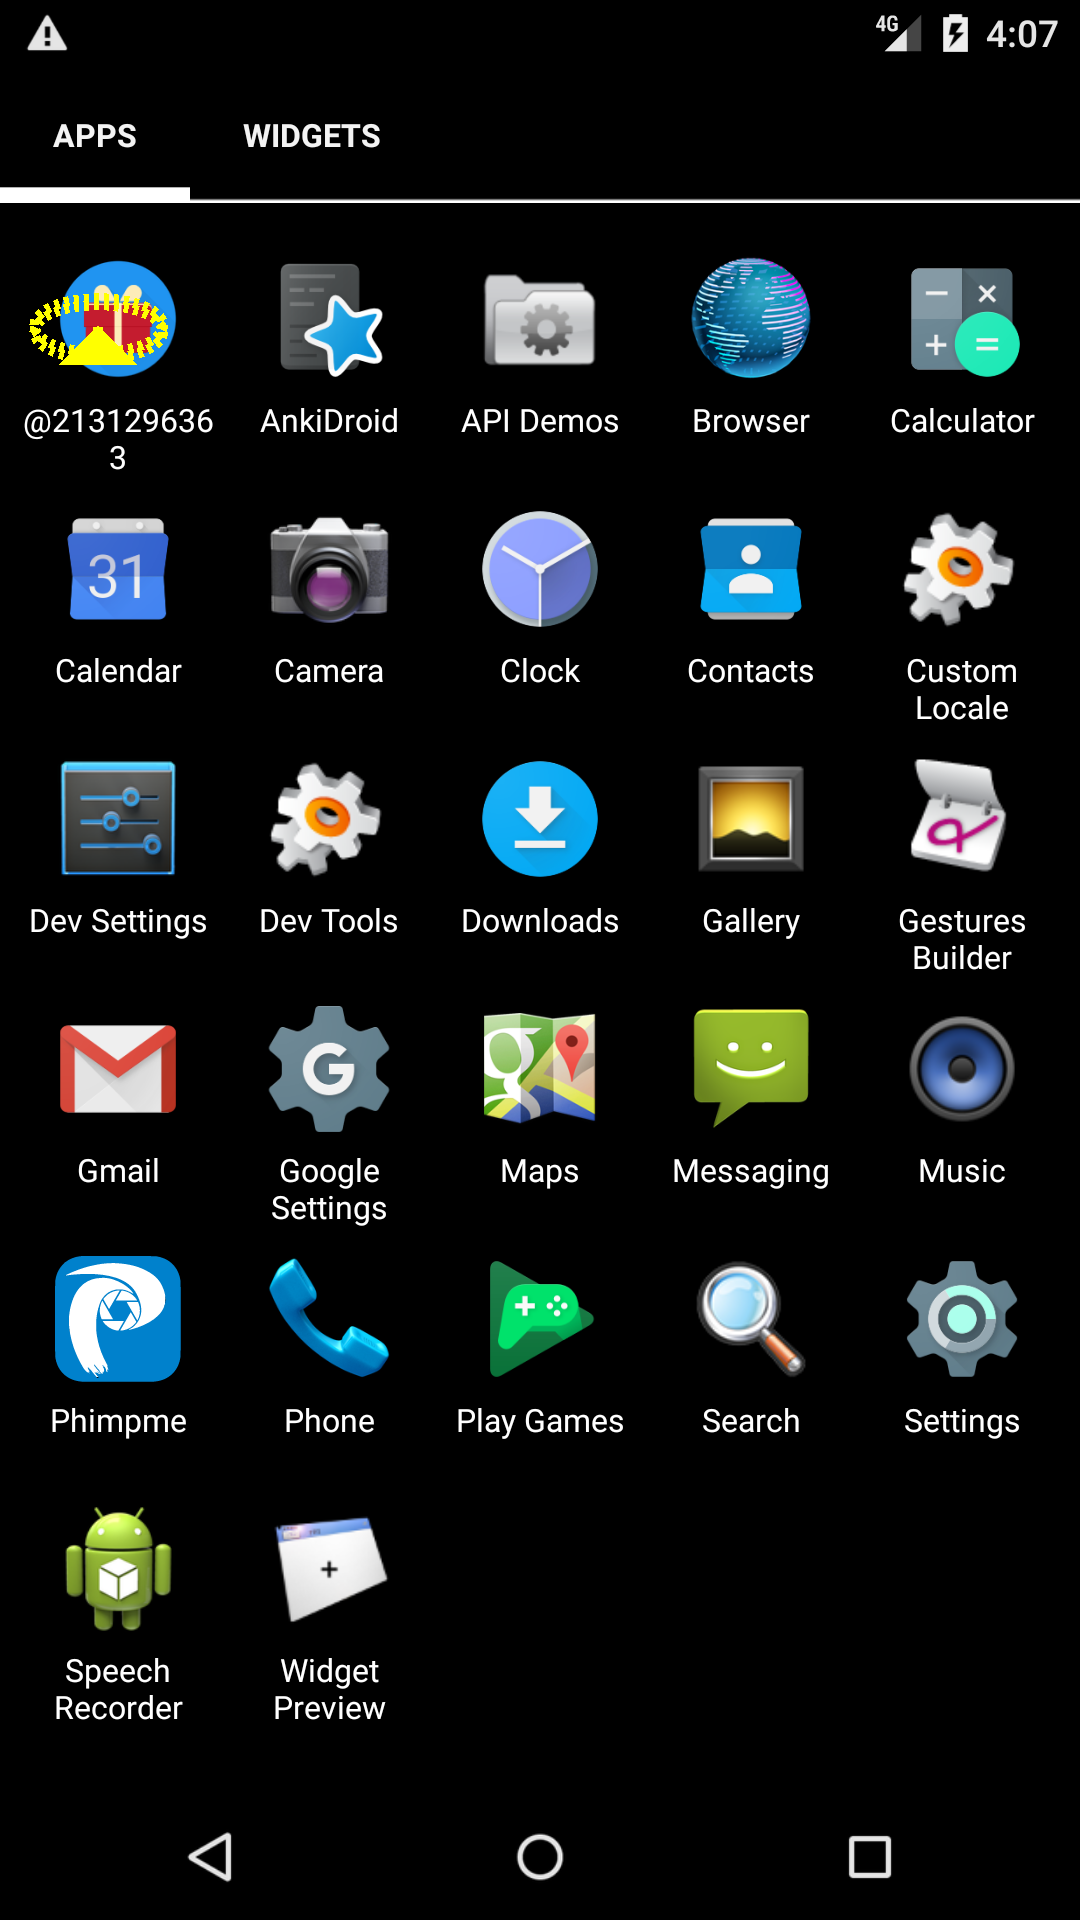 4G 4:07
APPS WIDGETS
@213129636
3
AnkiDroid
API Demos
Browser
Calculator
31
Calendar
Camera
Clock
Contacts
Custom
Locale
Dev Settings
Dev Tools
Downloads
Gallery
Gestures
Builder
Gmail
G
Google
Settings
g
Maps
Messaging
Music
Phimpme
Phone
Play Games
Search
Settings
Speech
Recorder
Widget
Preview